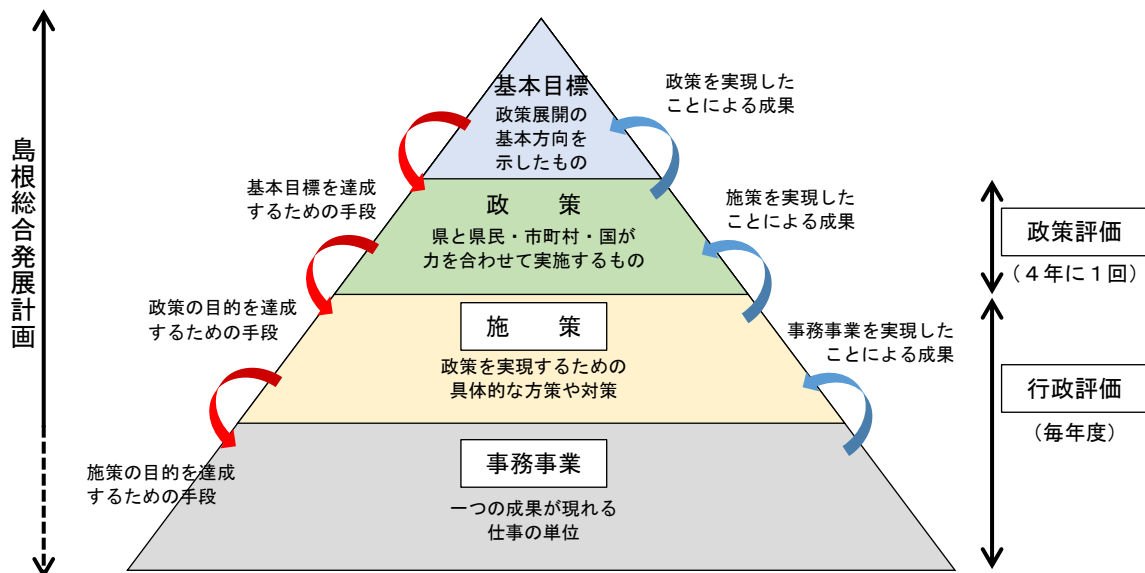 島根総合発展計画
基本目標
政策展開の
基本方向を
示したもの
政策を実現した
ことによる成果
基本目標を達成
するための手段
政　　策
県と県民・市町村・国が
力を合わせて実施するもの
施策を実現した
ことによる成果
政策評価
（４年に１回）
政策の目的を達成
するための手段
施　　策
政策を実現するための
具体的な方策や対策
事務事業を実現した
ことによる成果
行政評価
（毎年度）
施策の目的を達成
するための手段
事務事業
一つの成果が現れる
仕事の単位